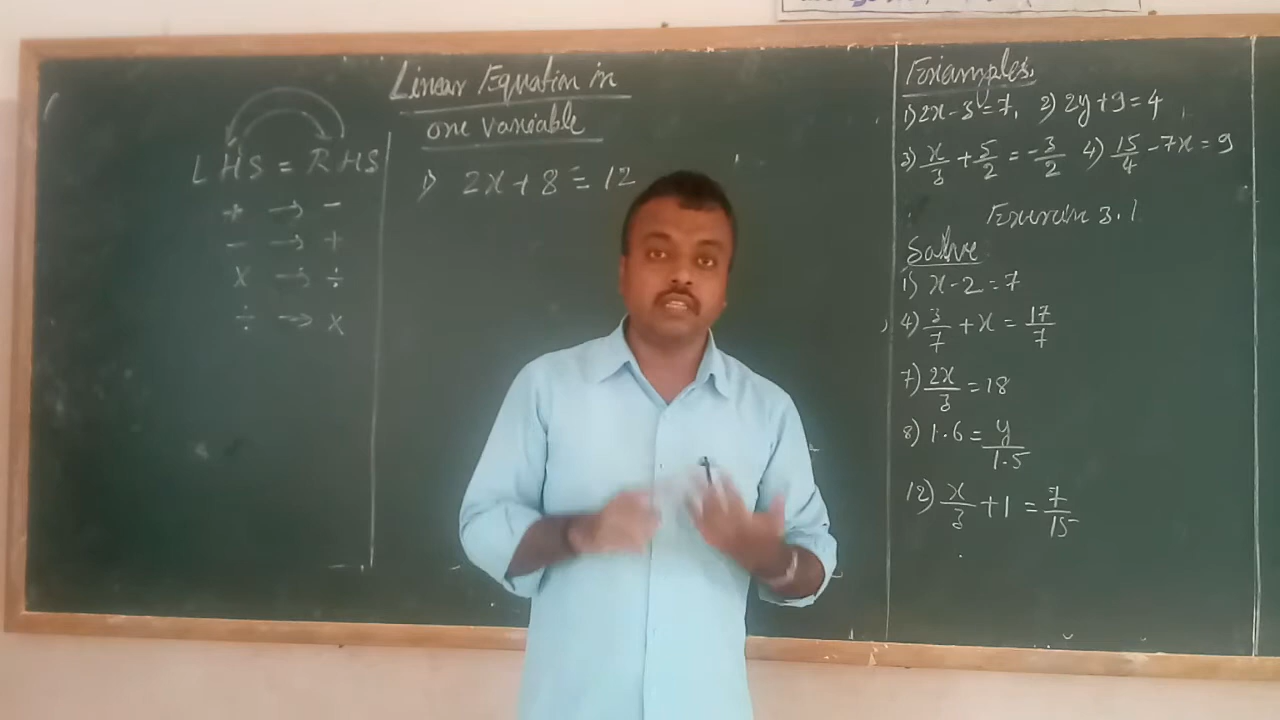 LHS = RHS
+ → -
- → +
x → ÷
÷ → x
Linear Equation in
one variable
1) 2x + 8 = 12
Examples,
1) 2x - 3 = 7, 2) 2y + 9 = 4
3) x/3 + 5/2 = -3/2 4) 15/4 - 7x = 9
Exercise 3.1
Solve
1) x - 2 = 7
4) 3/7 + x = 17/7
7) 2x/3 = 18
8) 1.6 = y/1.5
12) x/3 + 1 = 7/15